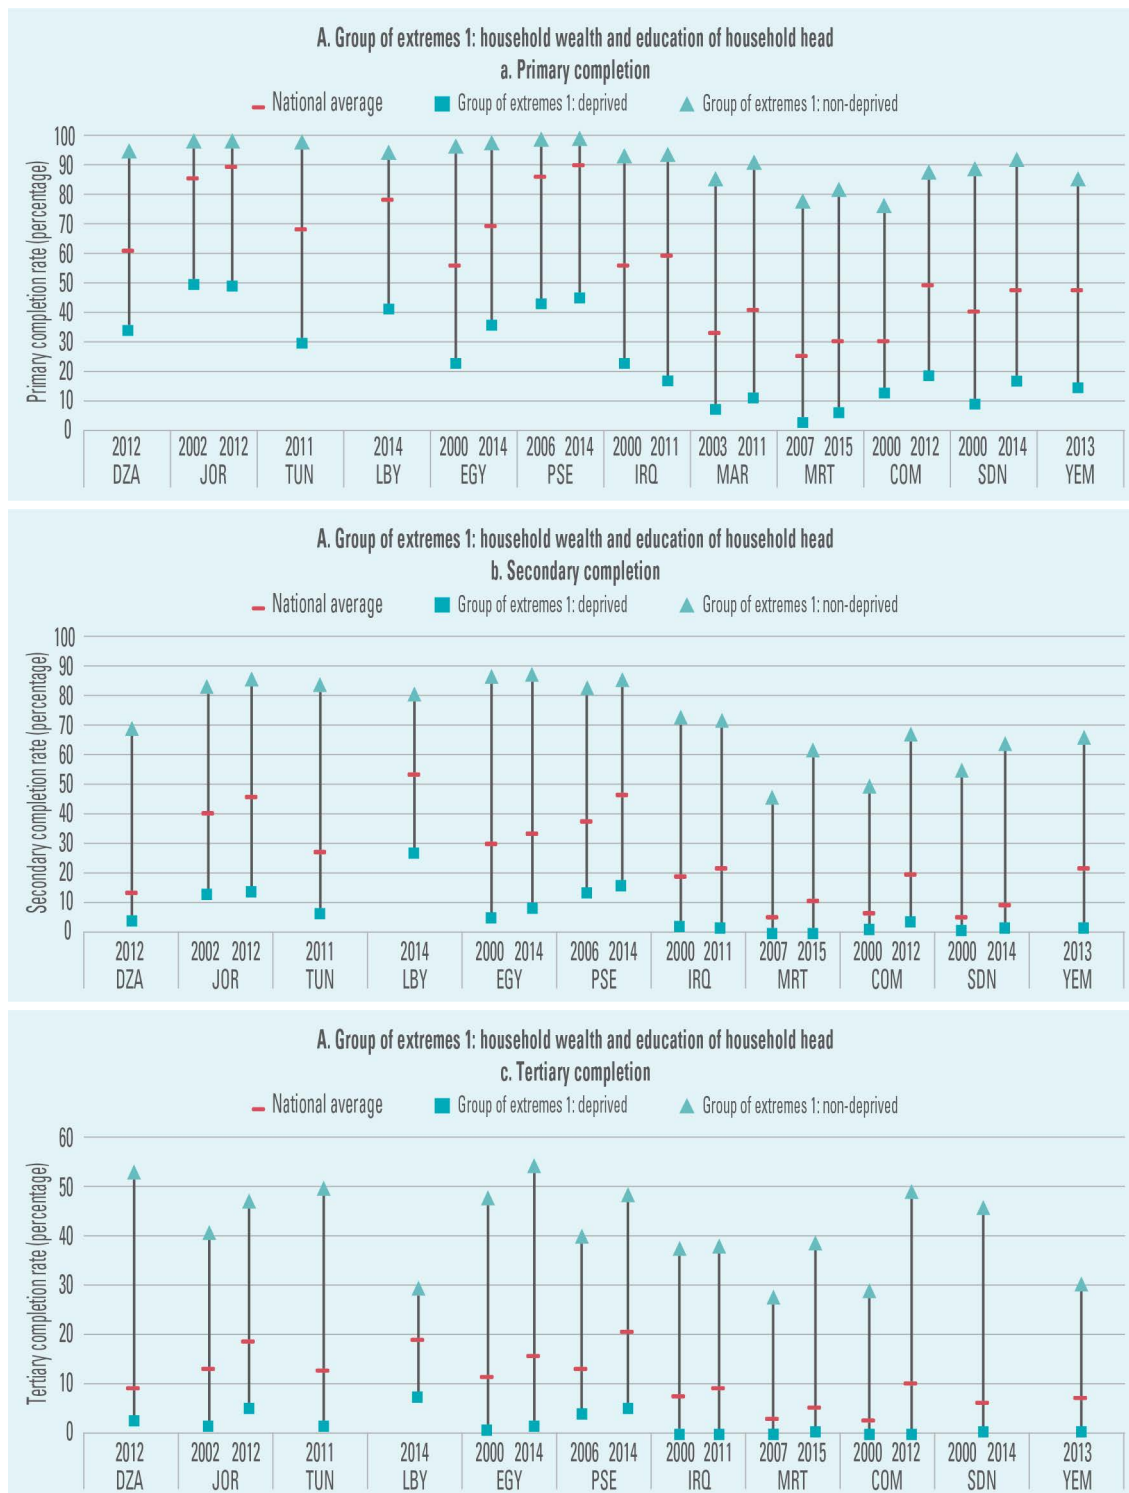 A. Group of extremes 1: household wealth and education of household head
a. Primary completion
National average Group of extremes 1: deprived Group of extremes 1: non-deprived
Primary completion rate (percentage)
100
90
80
70
60
50
40
30
20
10
0
2012 2002 2012 2011 2014 2000 2014 2006 2014 2000 2011 2003 2011 2007 2015 2000 2012 2000 2014 2013
DZA JOR TUN LBY EGY PSE IRQ MAR MRT COM SDN YEM
A. Group of extremes 1: household wealth and education of household head
b. Secondary completion
National average Group of extremes 1: deprived Group of extremes 1: non-deprived
Secondary completion rate (percentage)
100
90
80
70
60
50
40
30
20
10
0
2012 2002 2012 2011 2014 2000 2014 2006 2014 2000 2011 2007 2015 2000 2012 2000 2014 2013
DZA JOR TUN LBY EGY PSE IRQ MRT COM SDN YEM
A. Group of extremes 1: household wealth and education of household head
c. Tertiary completion
National average Group of extremes 1: deprived Group of extremes 1: non-deprived
Tertiary completion rate (percentage)
60
50
40
30
20
10
0
2012 2002 2012 2011 2014 2000 2014 2006 2014 2000 2011 2007 2015 2000 2012 2000 2014 2013
DZA JOR TUN LBY EGY PSE IRQ MRT COM SDN YEM